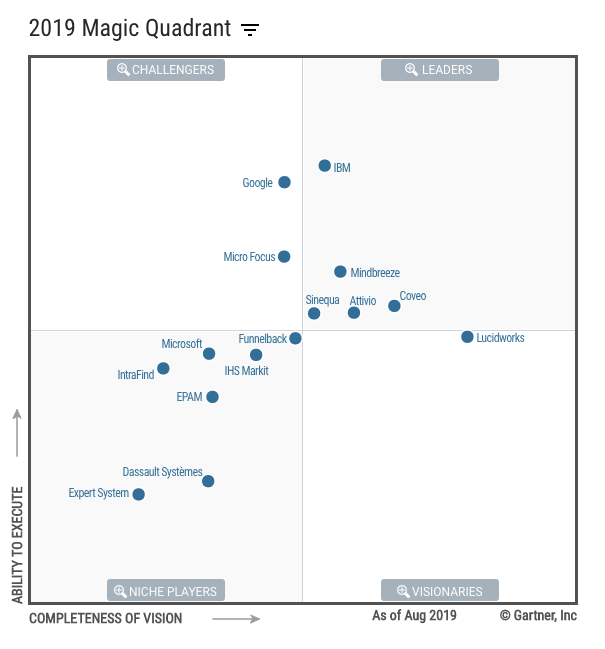 2019 Magic Quadrant
CHALLENGERS
LEADERS
IBM
Google
Micro Focus
Mindbreeze
Coveo
Sinequa
Attivio
Funnelback
Lucidworks
Microsoft
IHS Markit
IntraFind
EPAM
Dassault Systèmes
Expert System
NICHE PLAYERS
VISIONARIES
ABILITY TO EXECUTE
COMPLETENESS OF VISION
As of Aug 2019
© Gartner, Inc